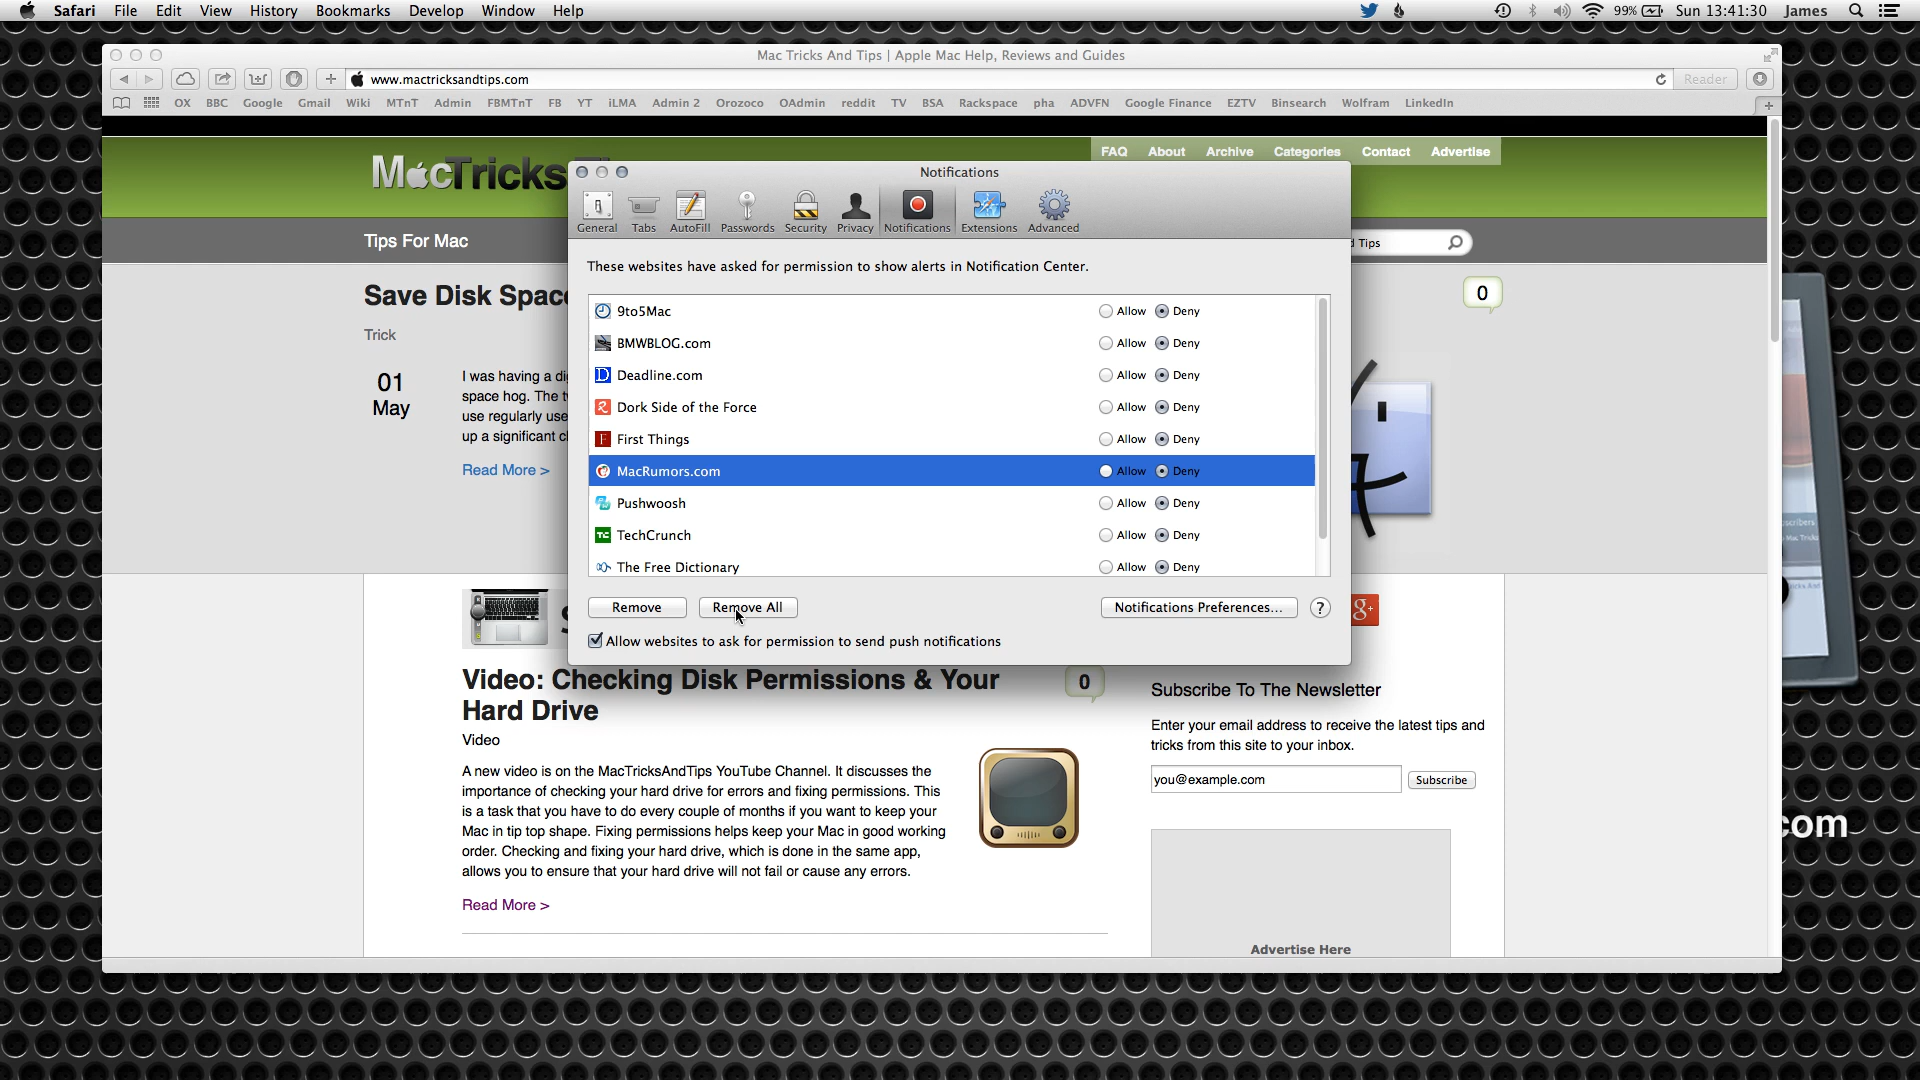 Safari File Edit View History Bookmarks Develop Window Help
99% Sun 13:41:30 James
Mac Tricks And Tips | Apple Mac Help, Reviews and Guides
www.mactricksandtips.com
Reader
OX BBC Google Gmail Wiki MTnT Admin FBMTnT FB YT iLMA Admin 2 Orozoco OAdmin reddit TV BSA Rackspace pha ADVFN Google Finance EZTV Binsearch Wolfram LinkedIn
FAQ About Archive Categories Contact Advertise
MacTricks
Notifications
General Tabs AutoFill Passwords Security Privacy Notifications Extensions Advanced
Tips For Mac
Tips
These websites have asked for permission to show alerts in Notification Center.
Save Disk Space
0
Trick
01
May
I was having a
space hog. The
use regularly use
up a significant
Read More >
9to5Mac Allow Deny
BMWBLOG.com Allow Deny
Deadline.com Allow Deny
Dork Side of the Force Allow Deny
First Things Allow Deny
MacRumors.com Allow Deny
Pushwoosh Allow Deny
TechCrunch Allow Deny
The Free Dictionary Allow Deny
Remove Remove All Notifications Preferences... ?
Allow websites to ask for permission to send push notifications
Video: Checking Disk Permissions & Your
Hard Drive
0
Video
A new video is on the MacTricksAndTips YouTube Channel. It discusses the
importance of checking your hard drive for errors and fixing permissions. This
is a task that you have to do every couple of months if you want to keep your
Mac in tip top shape. Fixing permissions helps keep your Mac in good working
order. Checking and fixing your hard drive, which is done in the same app,
allows you to ensure that your hard drive will not fail or cause any errors.
Read More >
Subscribe To The Newsletter
Enter your email address to receive the latest tips and
tricks from this site to your inbox.
you@example.com Subscribe
Advertise Here
com